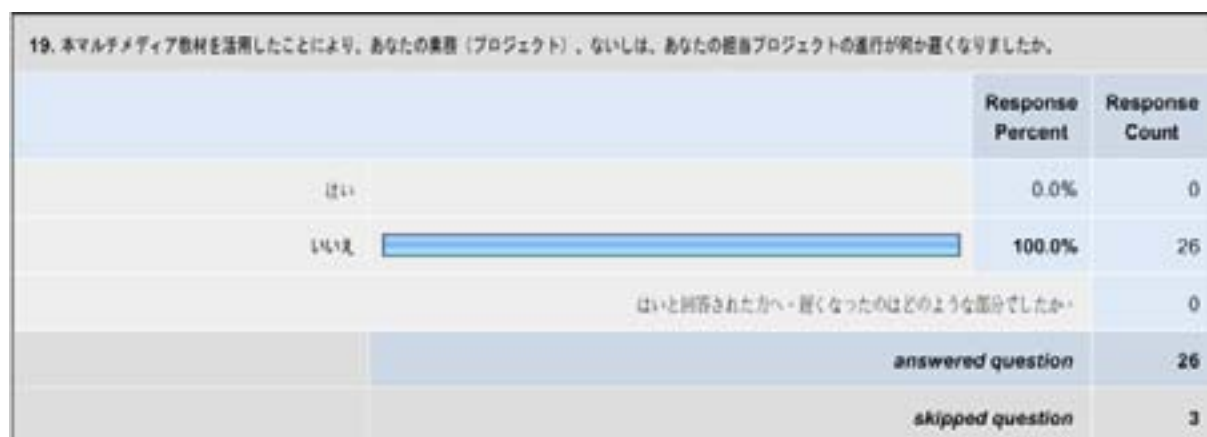 19. 本マルチメディア教材を活用したことにより、あなたの業務（プロジェクト）、ないしは、あなたの担当プロジェクトの進行が何か遅くなりましたか。
Response Percent
Response Count
はい 0.0% 0
いいえ 100.0% 26
はいと回答された方へ・遅くなったのはどのような部分でしたか・ 0
answered question 26
skipped question 3